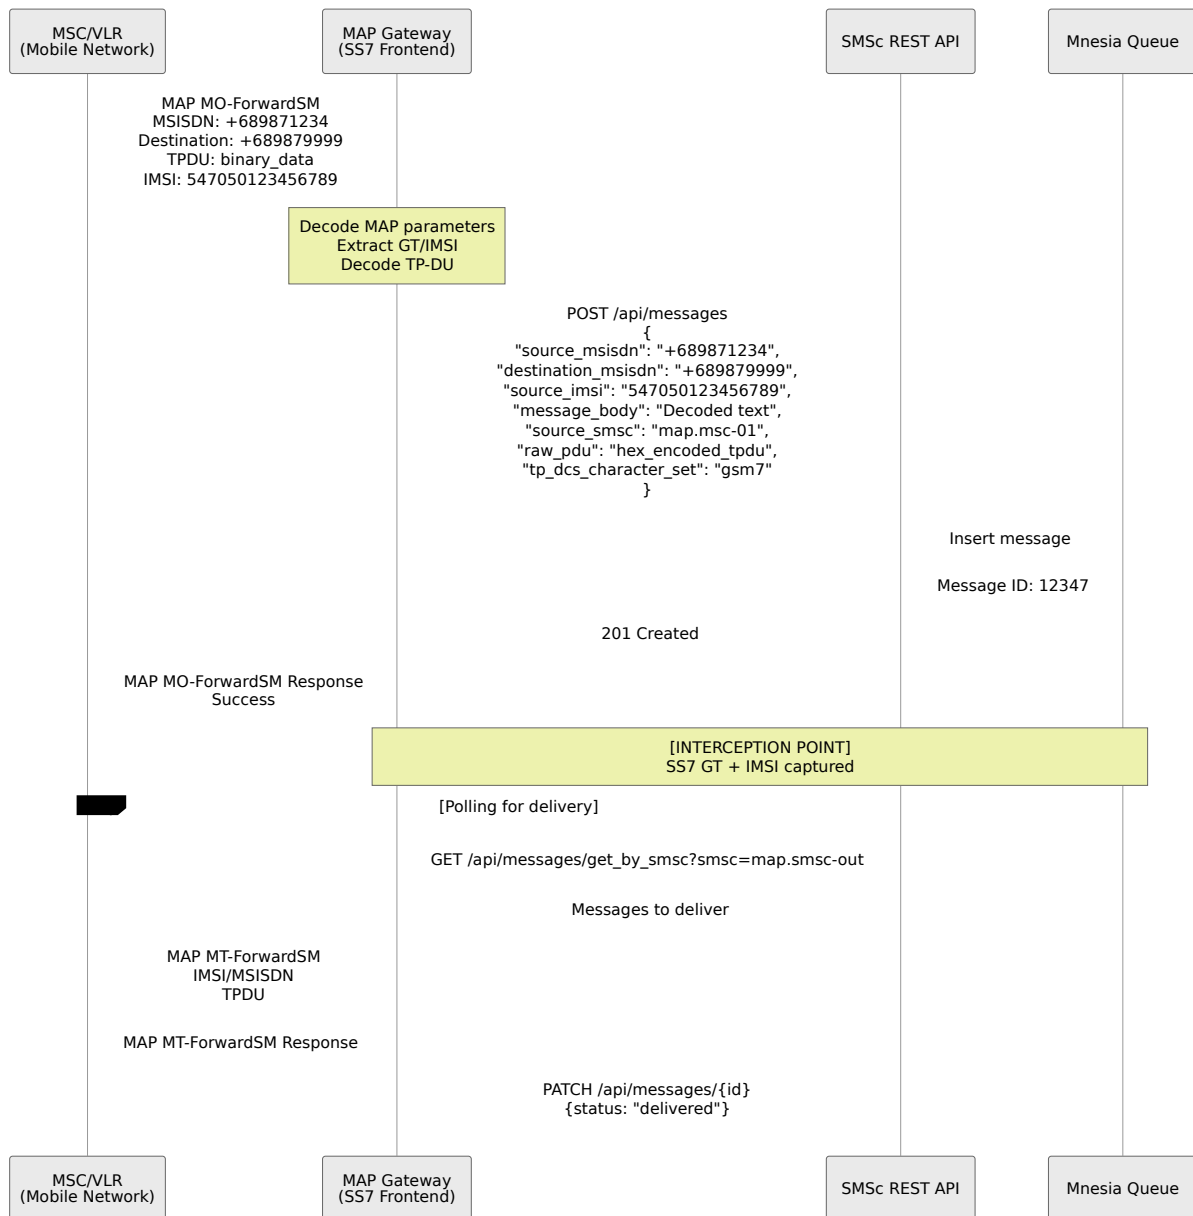 MSC/VLR
(Mobile Network)
MAP Gateway
(SS7 Frontend)
SMSc REST API
Mnesia Queue
MAP MO-ForwardSM
MSISDN: +689871234
Destination: +689879999
TPDU: binary_data
IMSI: 547050123456789
Decode MAP parameters
Extract GT/IMSI
Decode TP-DU
POST /api/messages
{
"source_msisdn": "+689871234",
"destination_msisdn": "+689879999",
"source_imsi": "547050123456789",
"message_body": "Decoded text",
"source_smsc": "map.msc-01",
"raw_pdu": "hex_encoded_tpdu",
"tp_dcs_character_set": "gsm7"
}
Insert message
Message ID: 12347
201 Created
MAP MO-ForwardSM Response
Success
[INTERCEPTION POINT]
SS7 GT + IMSI captured
[Polling for delivery]
GET /api/messages/get_by_smsc?smsc=map.smsc-out
Messages to deliver
MAP MT-ForwardSM
IMSI/MSISDN
TPDU
MAP MT-ForwardSM Response
PATCH /api/messages/{id}
{status: "delivered"}
MSC/VLR
(Mobile Network)
MAP Gateway
(SS7 Frontend)
SMSc REST API
Mnesia Queue